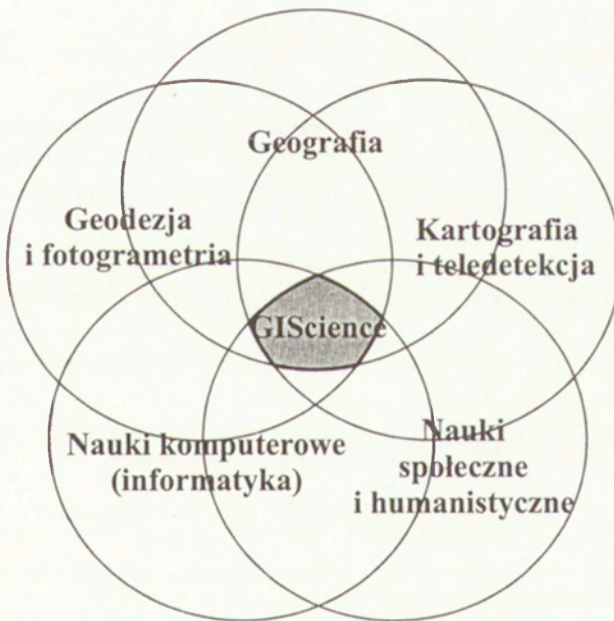 Geografia
Geodezja
i fotogrametria
Kartografia
i teledetekcja
GIScience
Nauki komputerowe
(informatyka)
Nauki
społeczne
i humanistyczne